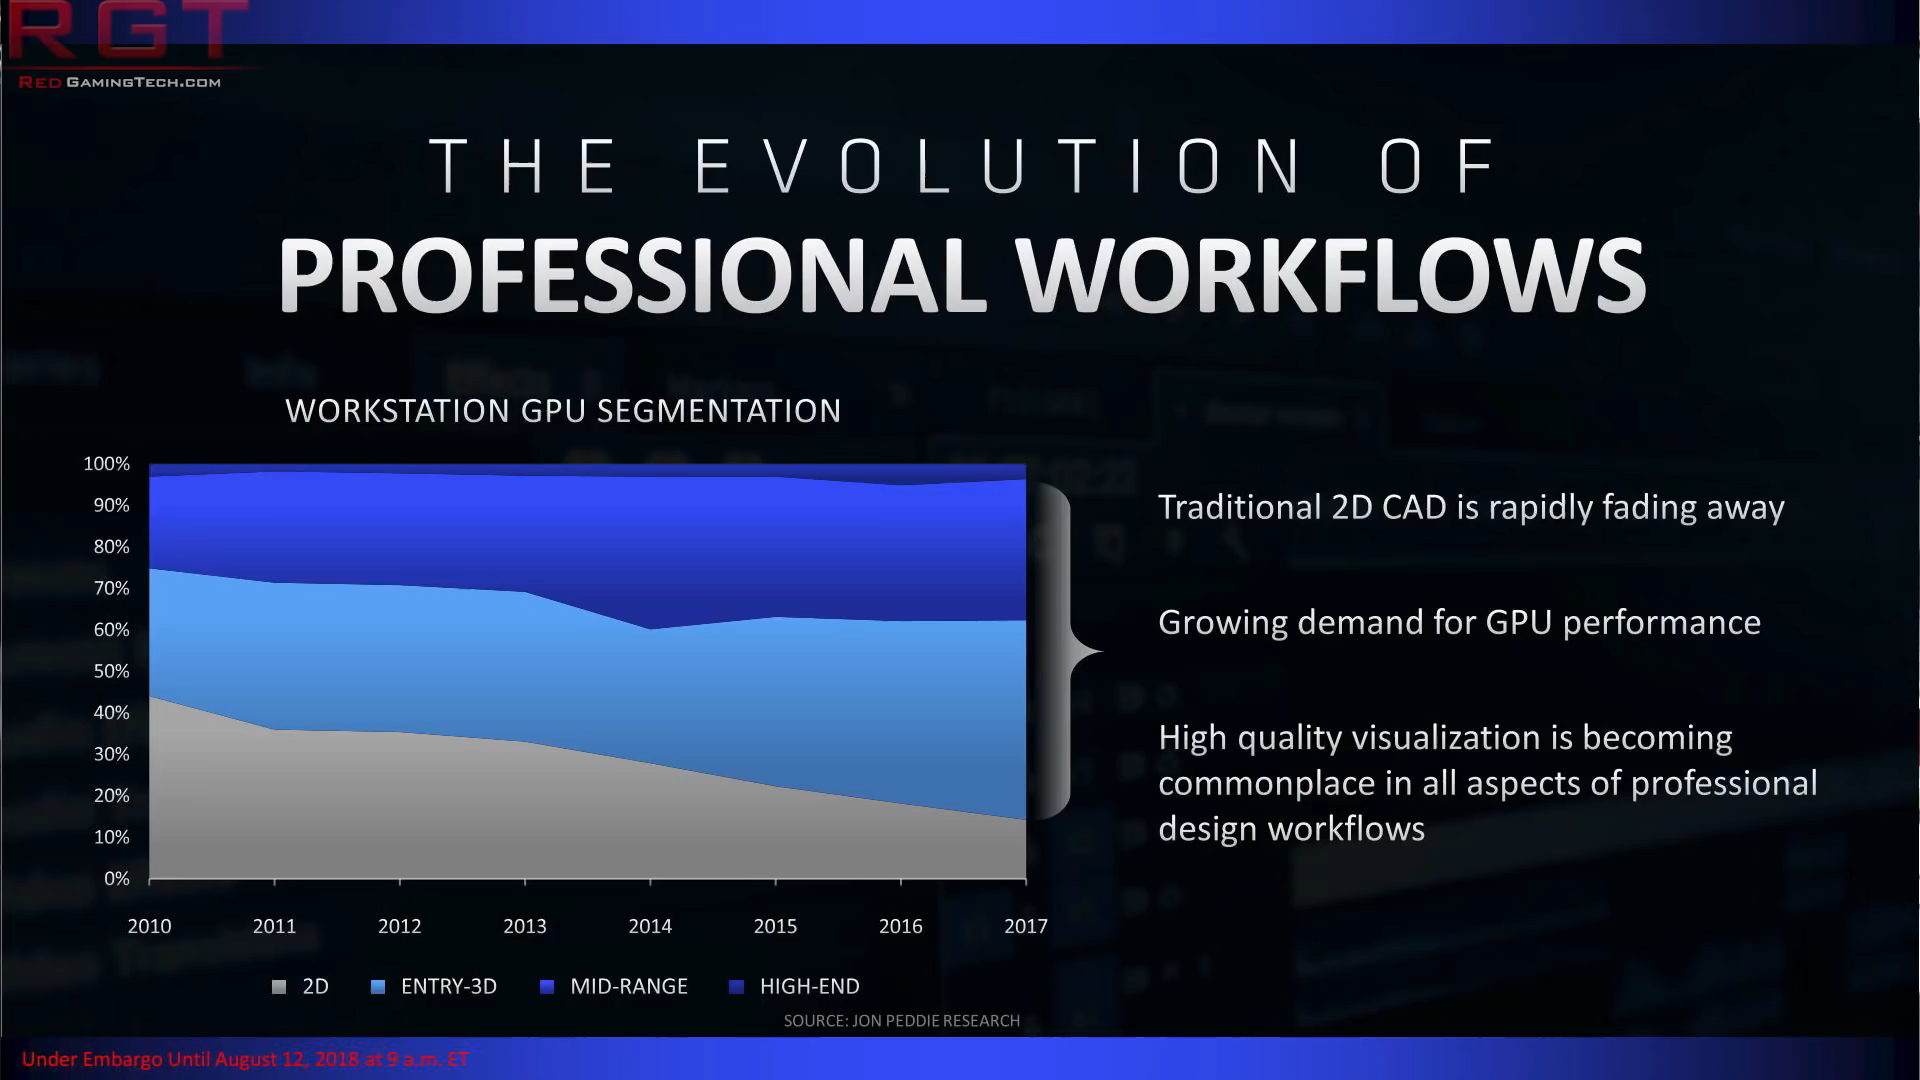 RGT
RedGamingTech.com
THE EVOLUTION OF
PROFESSIONAL WORKFLOWS
WORKSTATION GPU SEGMENTATION
100%
90%
80%
70%
60%
50%
40%
30%
20%
10%
0%
2010 2011 2012 2013 2014 2015 2016 2017
2D ENTRY-3D MID-RANGE HIGH-END
SOURCE: JON PEDDIE RESEARCH
Traditional 2D CAD is rapidly fading away
Growing demand for GPU performance
High quality visualization is becoming
commonplace in all aspects of professional
design workflows
Under Embargo Until August 12, 2018 at 9 a.m. ET